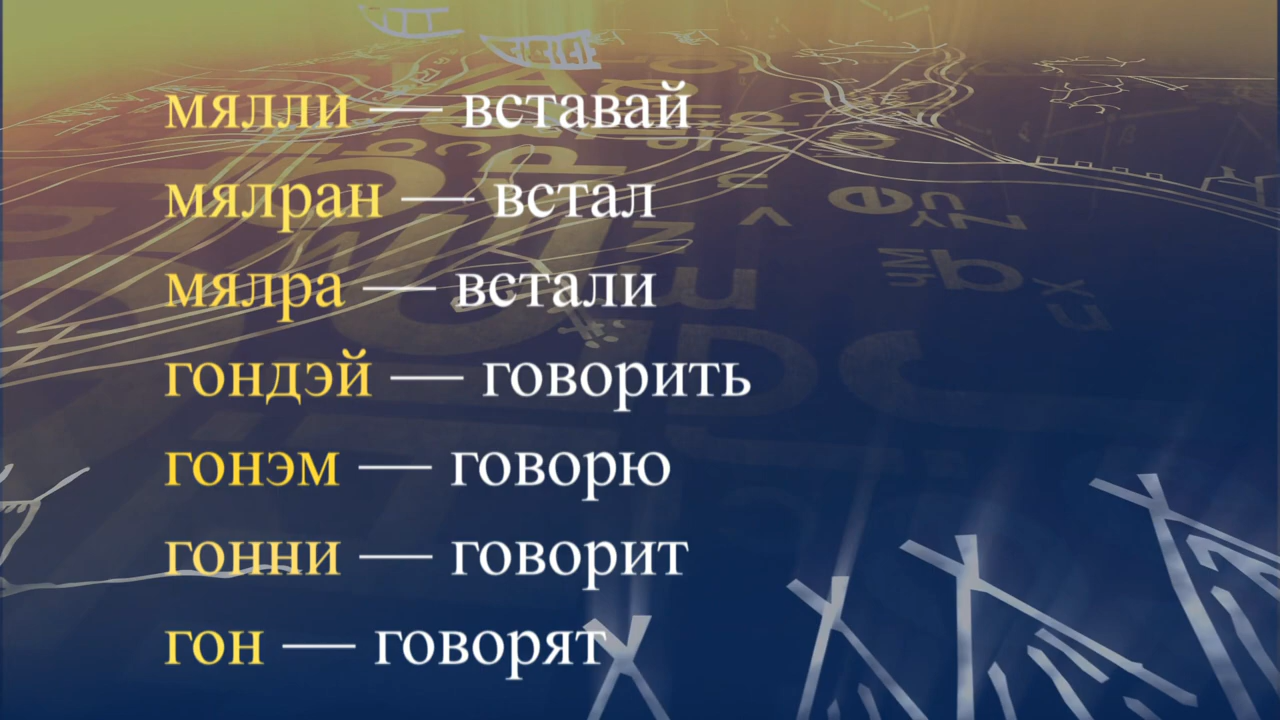 мялли — вставай
мялран — встал
мялра — встали
гондэй — говорить
гонэм — говорю
гонни — говорит
гон — говорят